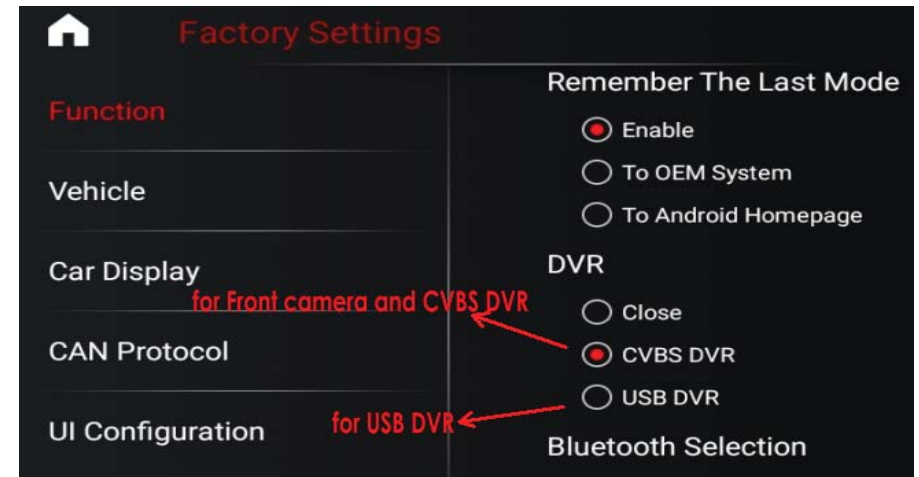 Factory Settings
Function
Vehicle
Car Display
for Front camera and CVBS DVR
CAN Protocol
UI Configuration
for USB DVR
Remember The Last Mode
Enable
To OEM System
To Android Homepage
DVR
Close
CVBS DVR
USB DVR
Bluetooth Selection